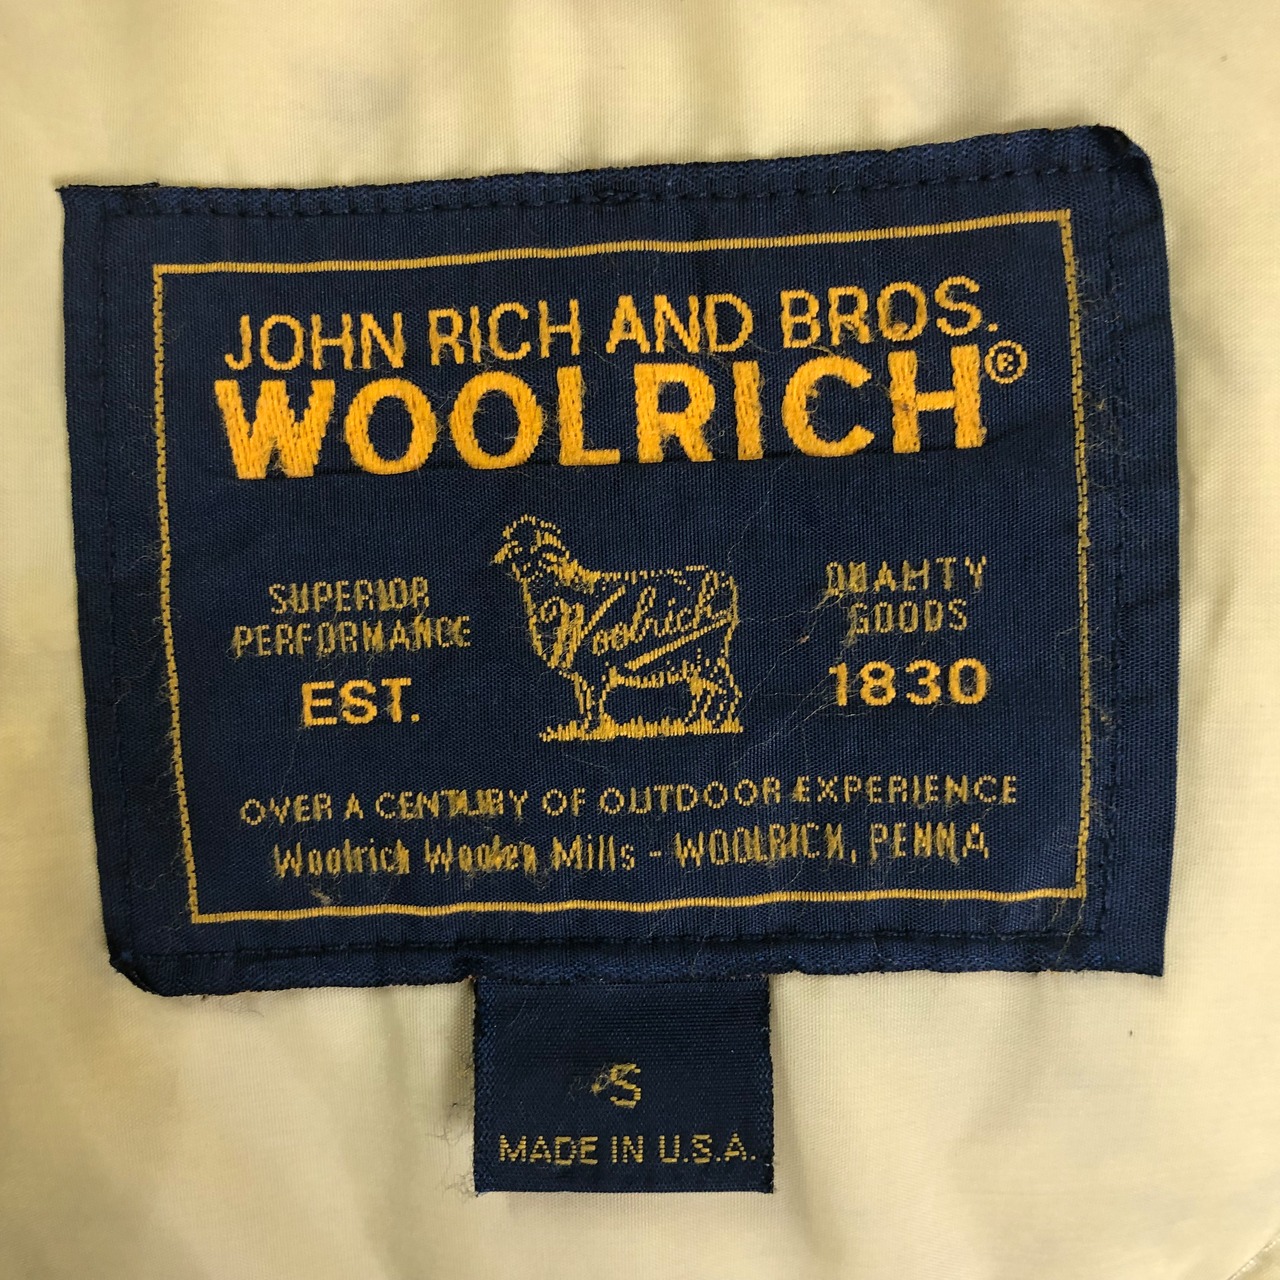 JOHN RICH AND BROS.
WOOLRICH®
SUPERIOR
PERFORMANCE
EST.
Woolrich
QUALITY
GOODS
1830
OVER A CENTURY OF OUTDOOR EXPERIENCE
Woolrich Woolen Mills - WOOLRICH, PENNA
S
MADE IN U.S.A.